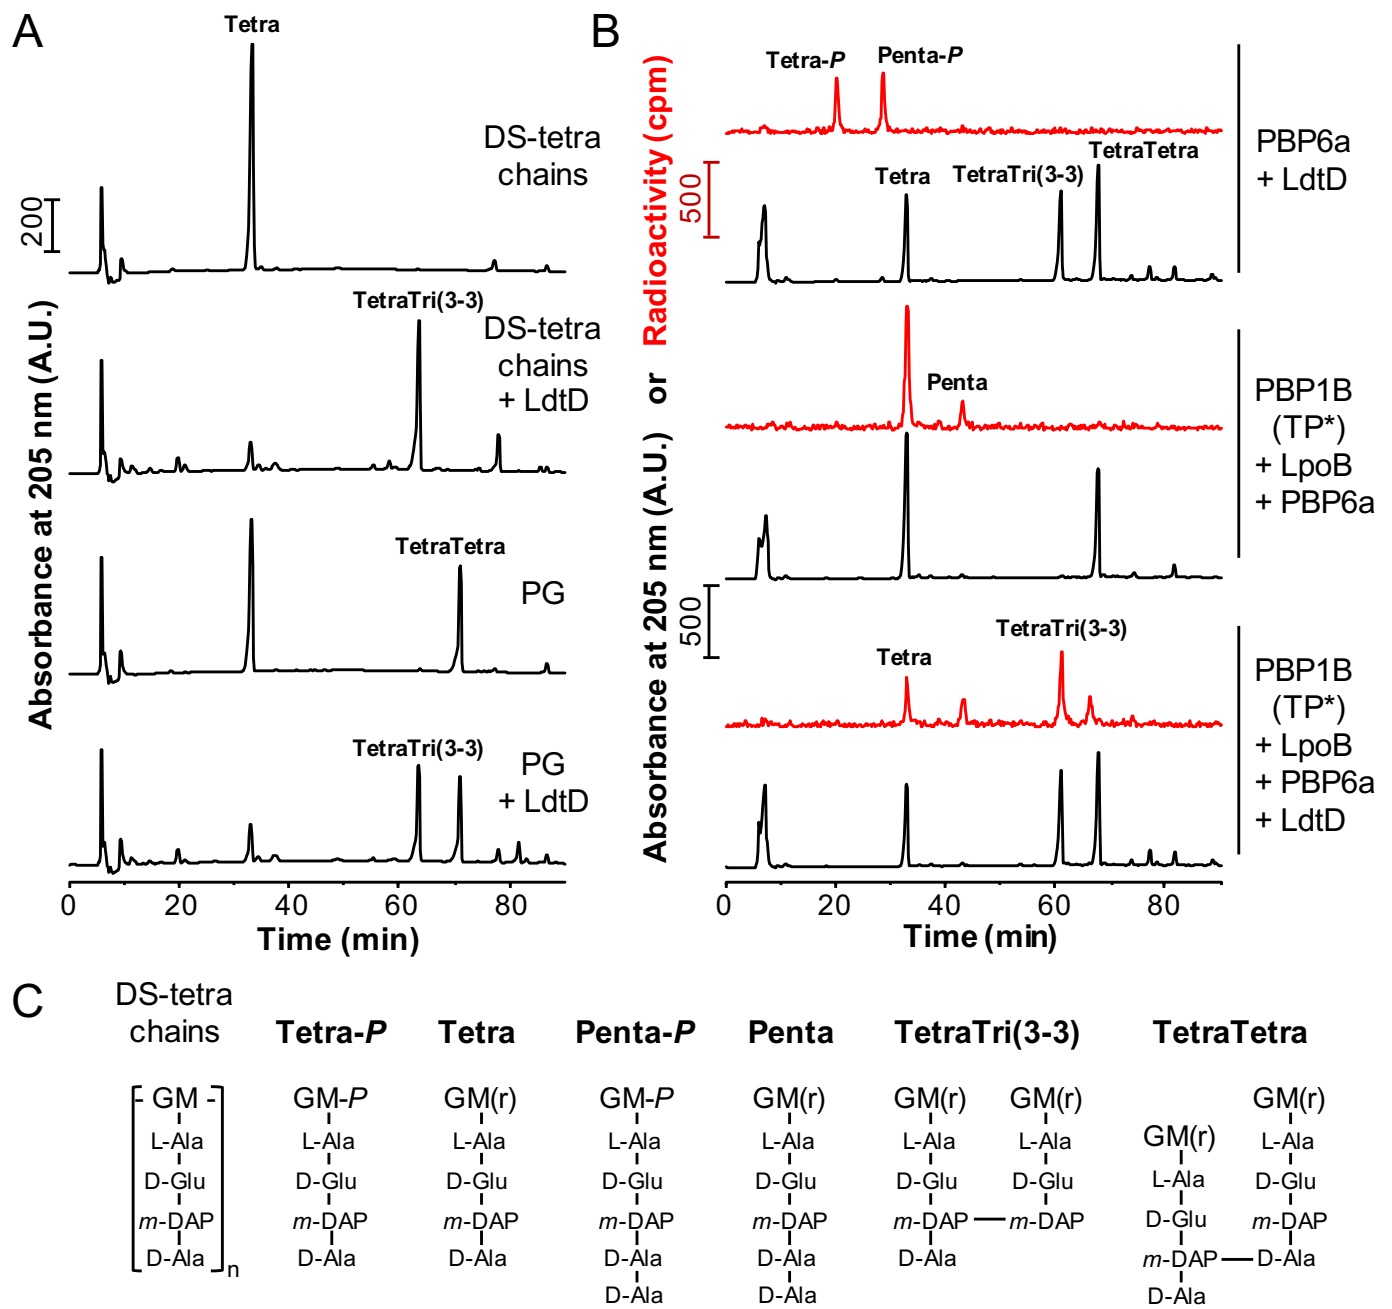 A
Tetra
DS-tetra
chains
200
TetraTri(3-3)
DS-tetra
chains
+ LdtD
TetraTetra
PG
TetraTri(3-3)
PG
+ LdtD
Absorbance at 205 nm (A.U.)
0 20 40 60 80
Time (min)
B
Tetra-P
Penta-P
PBP6a
+ LdtD
500
Tetra
TetraTri(3-3)
TetraTetra
Penta
PBP1B
(TP*)
+ LpoB
+ PBP6a
500
Tetra
TetraTri(3-3)
PBP1B
(TP*)
+ LpoB
+ PBP6a
+ LdtD
Absorbance at 205 nm (A.U.) or Radioactivity (cpm)
0 20 40 60 80
Time (min)
C
DS-tetra
chains
- GM -
L-Ala
D-Glu
m-DAP
D-Ala
n
Tetra-P
GM-P
L-Ala
D-Glu
m-DAP
D-Ala
Tetra
GM(r)
L-Ala
D-Glu
m-DAP
D-Ala
Penta-P
GM-P
L-Ala
D-Glu
m-DAP
D-Ala
D-Ala
Penta
GM(r)
L-Ala
D-Glu
m-DAP
D-Ala
D-Ala
TetraTri(3-3)
GM(r) GM(r)
L-Ala L-Ala
D-Glu D-Glu
m-DAP m-DAP
D-Ala
TetraTetra
GM(r)
GM(r) L-Ala
L-Ala D-Glu
D-Glu m-DAP
m-DAP D-Ala
D-Ala